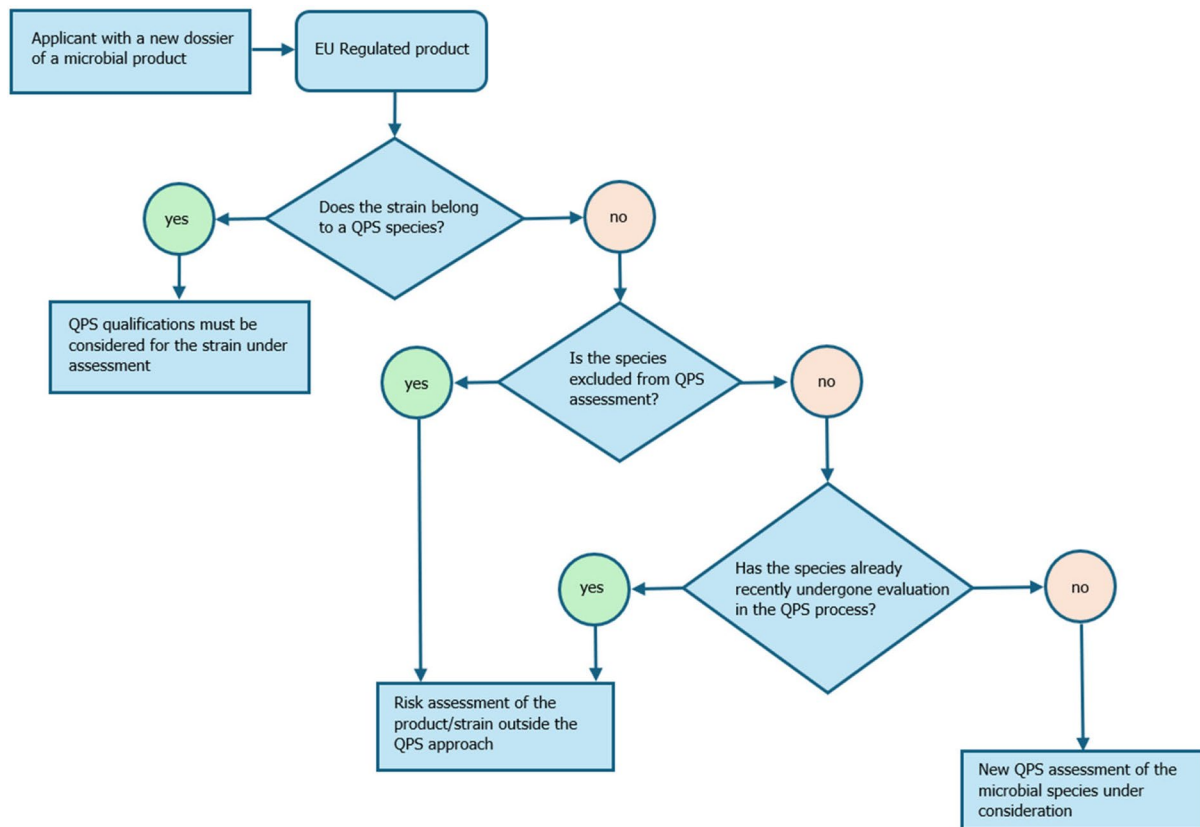 Applicant with a new dossier
of a microbial product
EU Regulated product
Does the strain belong
to a QPS species?
yes
no
QPS qualifications must be
considered for the strain under
assessment
Is the species
excluded from QPS
assessment?
yes
no
Has the species already
recently undergone evaluation
in the QPS process?
yes
no
Risk assessment of the
product/strain outside the
QPS approach
New QPS assessment of the
microbial species under
consideration